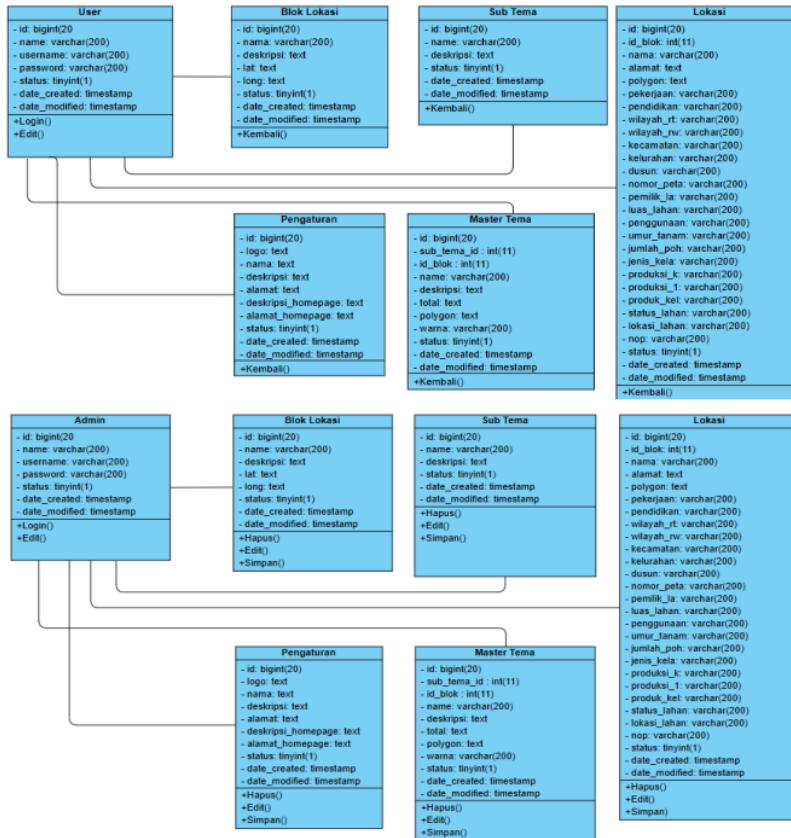 User
- id: bigint(20
- name: varchar(200)
- username: varchar(200)
- password: varchar(200)
- status: tinyint(1)
- date_created: timestamp
- date_modified: timestamp
+Login()
+Edit()
Blok Lokasi
- id: bigint(20)
- nama: varchar(200)
- deskripsi: text
- lat: text
- long: text
- status: tinyint(1)
- date_created: timestamp
- date_modified: timestamp
+Kembali()
Sub Tema
- id: bigint(20)
- name: varchar(200)
- deskripsi: text
- status: tinyint(1)
- date_created: timestamp
- date_modified: timestamp
+Kembali()
Lokasi
- id: bigint(20)
- id_blok: int(11)
- nama: varchar(200)
- alamat: text
- polygon: text
- pekerjaan: varchar(200)
- pendidikan: varchar(200)
- wilayah_rt: varchar(200)
- wilayah_rw: varchar(200)
- kecamatan: varchar(200)
- kelurahan: varchar(200)
- dusun: varchar(200)
- nomor_peta: varchar(200)
- pemilik_la: varchar(200)
- luas_lahan: varchar(200)
- penggunaan: varchar(200)
- umur_tanam: varchar(200)
- jumlah_poh: varchar(200)
- jenis_kela: varchar(200)
- produksi_k: varchar(200)
- produksi_1: varchar(200)
- produk_kel: varchar(200)
- status_lahan: varchar(200)
- lokasi_lahan: varchar(200)
- nop: varchar(200)
- status: tinyint(1)
- date_created: timestamp
- date_modified: timestamp
+Kembali()
Pengaturan
- id: bigint(20)
- logo: text
- nama: text
- deskripsi: text
- alamat: text
- deskripsi_homepage: text
- alamat_homepage: text
- status: tinyint(1)
- date_created: timestamp
- date_modified: timestamp
+Kembali()
Master Tema
- id: bigint(20)
- sub_tema_id : int(11)
- id_blok : int(11)
- name: varchar(200)
- deskripsi: text
- total: text
- polygon: text
- warna: varchar(200)
- status: tinyint(1)
- date_created: timestamp
- date_modified: timestamp
+Kembali()
Admin
- id: bigint(20
- name: varchar(200)
- username: varchar(200)
- password: varchar(200)
- status: tinyint(1)
- date_created: timestamp
- date_modified: timestamp
+Login()
+Edit()
Blok Lokasi
- id: bigint(20)
- name: varchar(200)
- deskripsi: text
- lat: text
- long: text
- status: tinyint(1)
- date_created: timestamp
- date_modified: timestamp
+Hapus()
+Edit()
+Simpan()
Sub Tema
- id: bigint(20)
- name: varchar(200)
- deskripsi: text
- status: tinyint(1)
- date_created: timestamp
- date_modified: timestamp
+Hapus()
+Edit()
+Simpan()
Lokasi
- id: bigint(20)
- id_blok: int(11)
- nama: varchar(200)
- alamat: text
- polygon: text
- pekerjaan: varchar(200)
- pendidikan: varchar(200)
- wilayah_rt: varchar(200)
- wilayah_rw: varchar(200)
- kecamatan: varchar(200)
- kelurahan: varchar(200)
- dusun: varchar(200)
- nomor_peta: varchar(200)
- pemilik_la: varchar(200)
- luas_lahan: varchar(200)
- penggunaan: varchar(200)
- umur_tanam: varchar(200)
- jumlah_poh: varchar(200)
- jenis_kela: varchar(200)
- produksi_k: varchar(200)
- produksi_1: varchar(200)
- produk_kel: varchar(200)
- status_lahan: varchar(200)
- lokasi_lahan: varchar(200)
- nop: varchar(200)
- status: tinyint(1)
- date_created: timestamp
- date_modified: timestamp
+Hapus()
+Edit()
+Simpan()
Pengaturan
- id: bigint(20)
- logo: text
- nama: text
- deskripsi: text
- alamat: text
- deskripsi_homepage: text
- alamat_homepage: text
- status: tinyint(1)
- date_created: timestamp
- date_modified: timestamp
+Hapus()
+Edit()
+Simpan()
Master Tema
- id: bigint(20)
- sub_tema_id : int(11)
- id_blok : int(11)
- name: varchar(200)
- deskripsi: text
- total: text
- polygon: text
- warna: varchar(200)
- status: tinyint(1)
- date_created: timestamp
- date_modified: timestamp
+Hapus()
+Edit()
+Simpan()